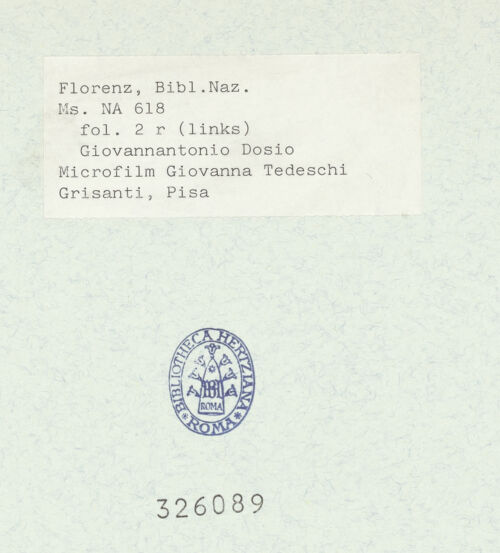 Florenz, Bibl.Naz.
Ms. NA 618
fol. 2 r (links)
Giovannantonio Dosio
Microfilm Giovanna Tedeschi
Grisanti, Pisa
BIBLIOTHECA HERTZIANA
BI
ROMA
* ROMA *
326089